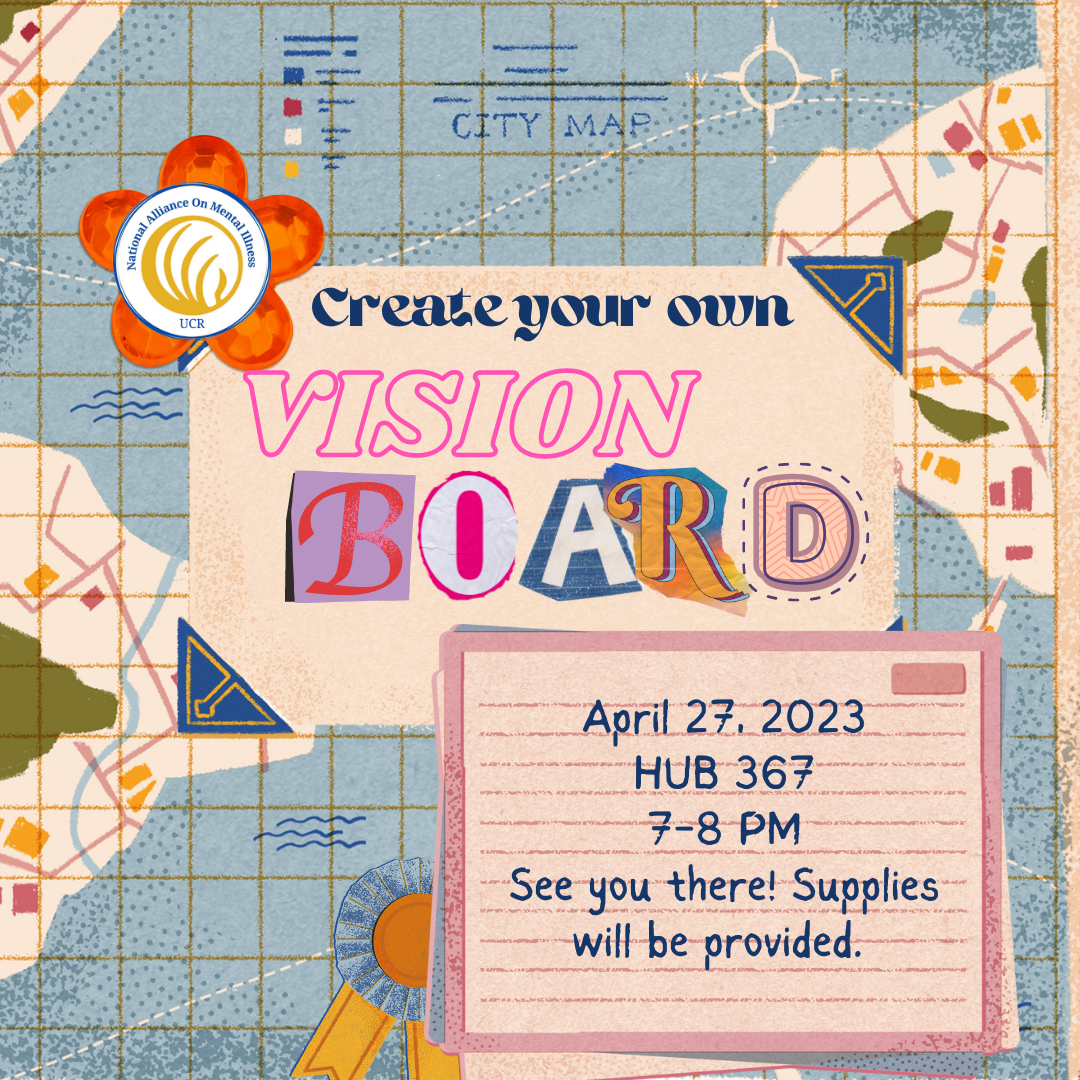 CITY MAP
W
E
S
National Alliance On Mental Illness
UCR
Create your own
VISION
BOARD
April 27, 2023
HUB 367
7-8 PM
See you there! Supplies
will be provided.